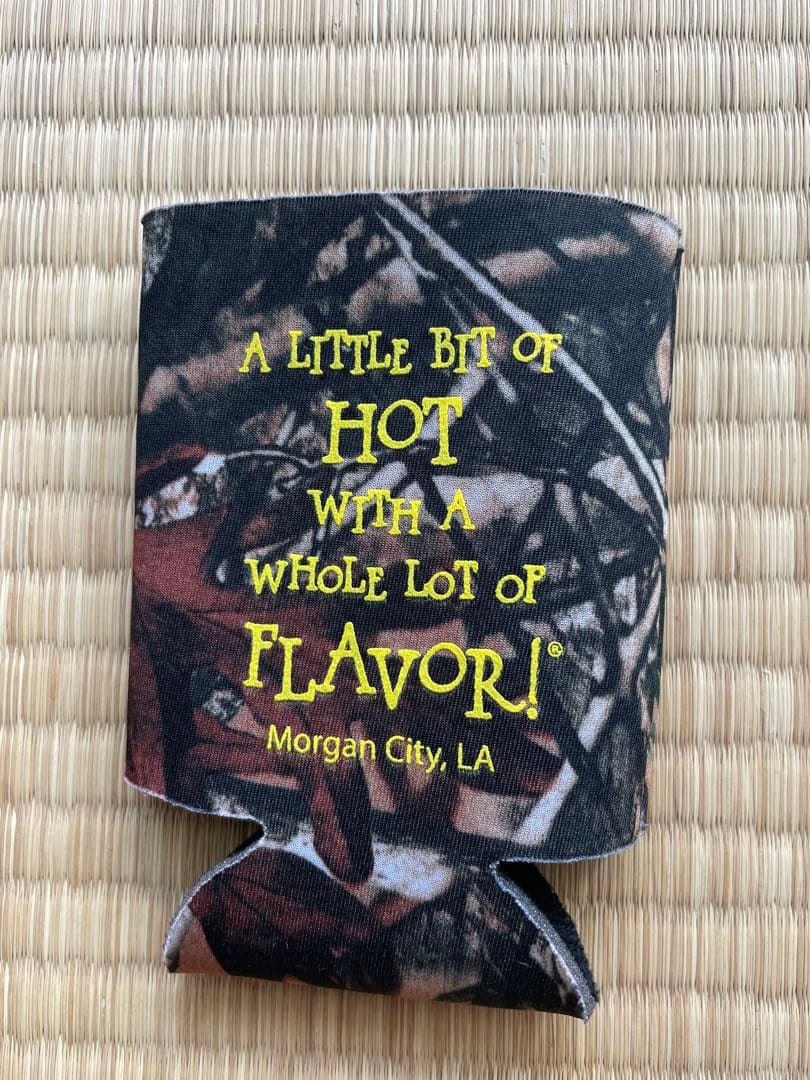 A LITTLE BIT OF
HOT
WITH A
WHOLE LOT OF
FLAVOR!®
Morgan City, LA